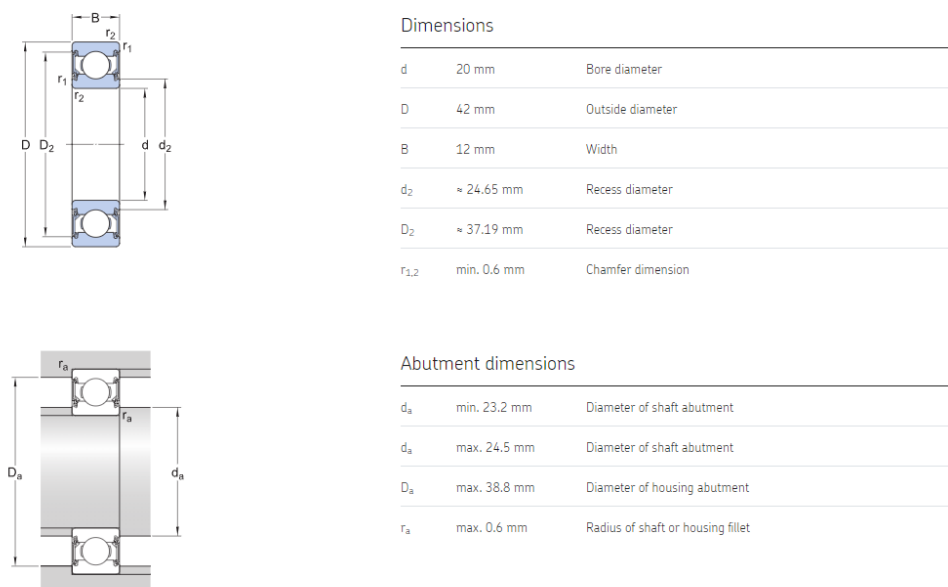 B
r2
r1
r1
r2
D
D2
d
d2
Dimensions
d 20 mm Bore diameter
D 42 mm Outside diameter
B 12 mm Width
d2 ≈ 24.65 mm Recess diameter
D2 ≈ 37.19 mm Recess diameter
r1,2 min. 0.6 mm Chamfer dimension
ra
ra
Da
da
Abutment dimensions
da min. 23.2 mm Diameter of shaft abutment
da max. 24.5 mm Diameter of shaft abutment
Da max. 38.8 mm Diameter of housing abutment
ra max. 0.6 mm Radius of shaft or housing fillet